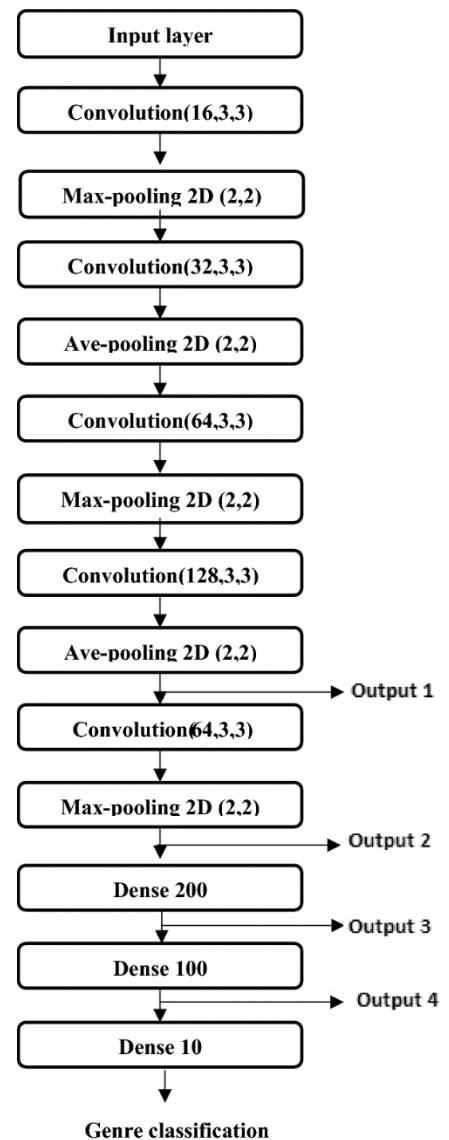 Input layer
Convolution(16,3,3)
Max-pooling 2D (2,2)
Convolution(32,3,3)
Ave-pooling 2D (2,2)
Convolution(64,3,3)
Max-pooling 2D (2,2)
Convolution(128,3,3)
Ave-pooling 2D (2,2)
Output 1
Convolution(64,3,3)
Max-pooling 2D (2,2)
Output 2
Dense 200
Output 3
Dense 100
Output 4
Dense 10
Genre classification